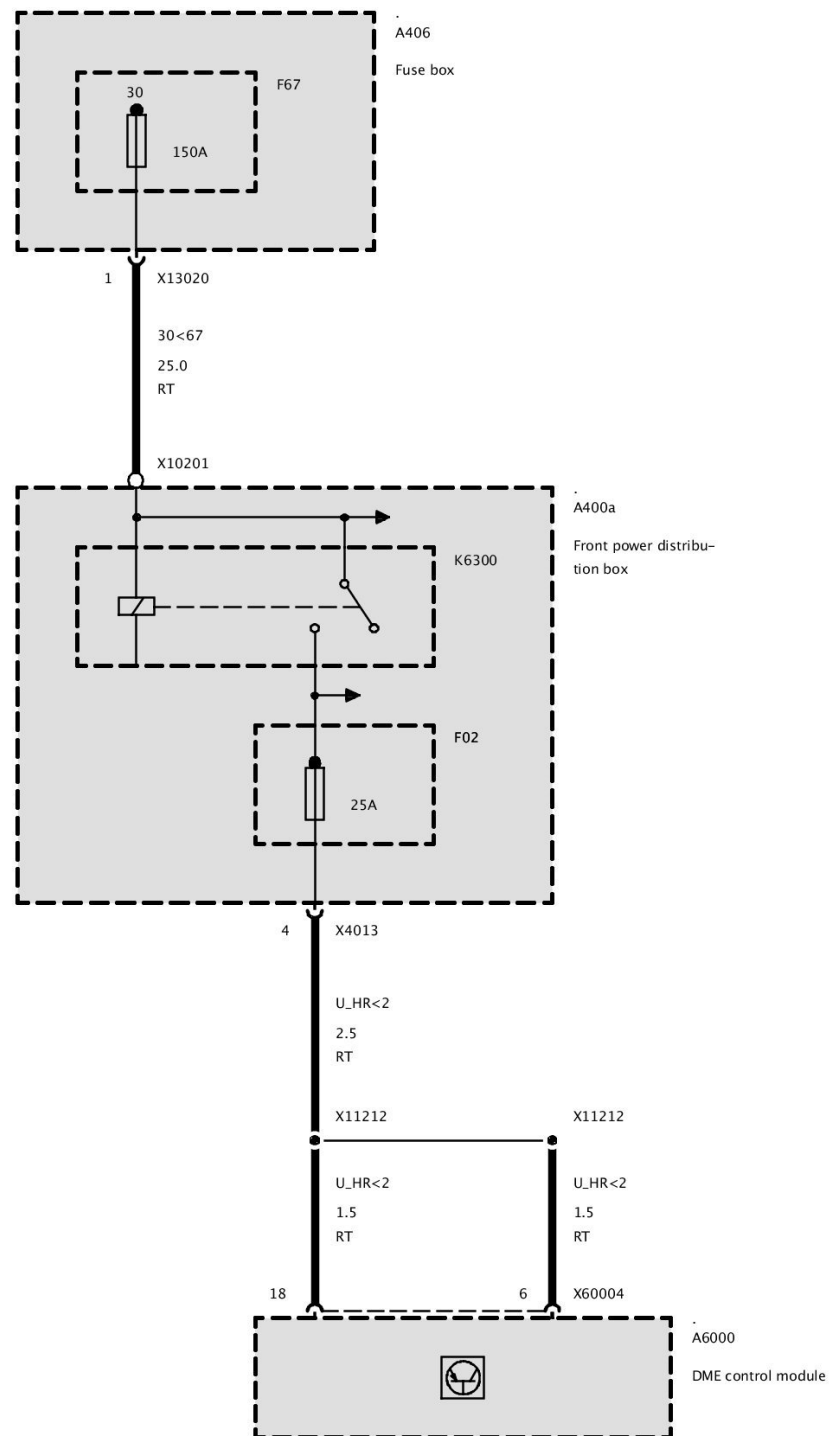 .
A406
Fuse box
F67
30
150A
1
X13020
30<67
25.0
RT
X10201
.
A400a
Front power distribu–
tion box
K6300
F02
25A
4
X4013
U_HR<2
2.5
RT
X11212
X11212
U_HR<2
1.5
RT
U_HR<2
1.5
RT
18
6
X60004
.
A6000
DME control module